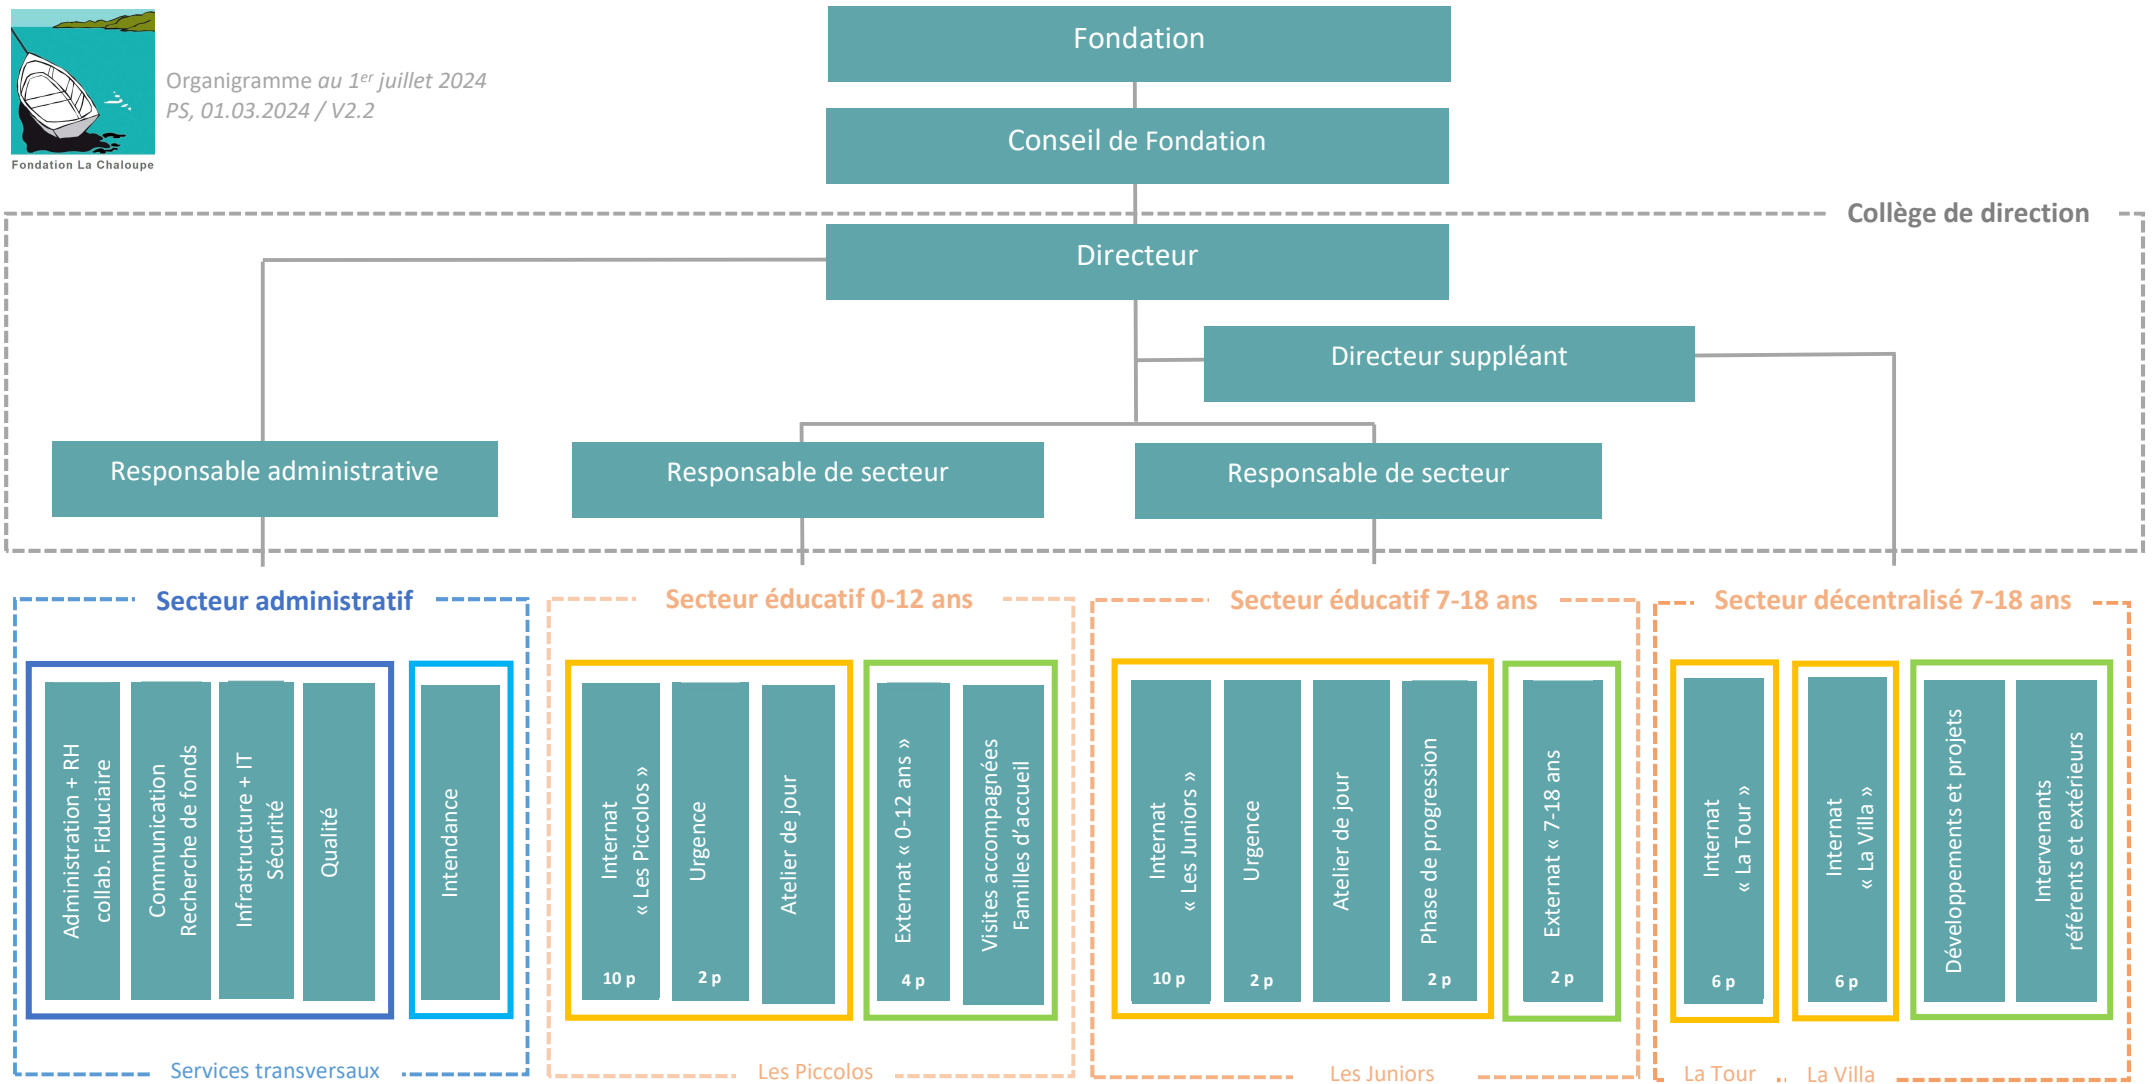 Fondation La Chaloupe
Organigramme au 1er juillet 2024
PS, 01.03.2024 / V2.2
Fondation
Conseil de Fondation
Collège de direction
Directeur
Directeur suppléant
Responsable administrative
Responsable de secteur
Responsable de secteur
Secteur administratif
Administration + RH
collab. Fiduciaire
Communication
Recherche de fonds
Infrastructure + IT
Sécurité
Qualité
Intendance
Services transversaux
Secteur éducatif 0-12 ans
Internat
« Les Piccolos »
10 p
Urgence
2 p
Atelier de jour
Externat « 0-12 ans »
4 p
Visites accompagnées
Familles d'accueil
Les Piccolos
Secteur éducatif 7-18 ans
Internat
« Les Juniors »
10 p
Urgence
2 p
Atelier de jour
Phase de progression
2 p
Externat « 7-18 ans
2 p
Les Juniors
Secteur décentralisé 7-18 ans
Internat
« La Tour »
6 p
Internat
« La Villa »
6 p
Développements et projets
Intervenants
référents et extérieurs
La Tour
La Villa